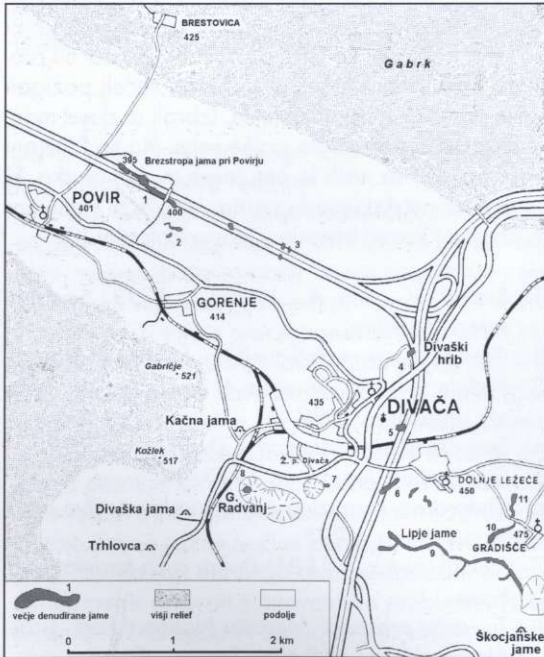 BRESTOVICA
425
Gabrk
395 Brezstropa jama pri Povirju
POVIR
401
1
400
2
3
GORENJE
414
4
Divaški
hrib
Gabričje
521
435
DIVAČA
Kačna jama
5
Ž. p. Divača
Kožlek
517
DOLNJE LEŽEČE
450
8
7
6
G.
Radvanj
11
Divaška jama
10
475
Lipje jame
GRADIŠČE
Trhlovca
9
1
večje denudirane jame
višji relief
podolje
0 1 2 km
Škocjanske
jame